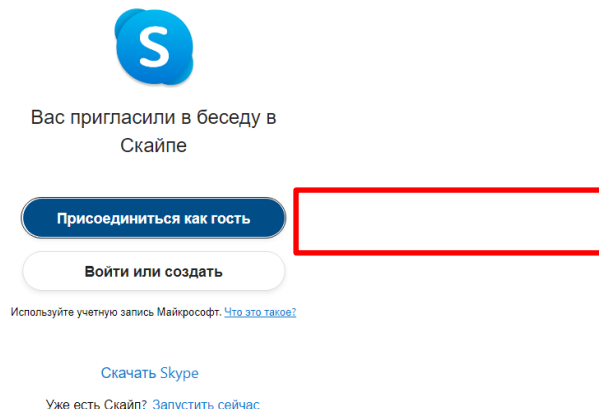 S
Вас пригласили в беседу в
Скайпе
Присоединиться как гость
Войти или создать
Используйте учетную запись Майкрософт. Что это такое?
Скачать Skype
Уже есть Скайп? Запустить сейчас